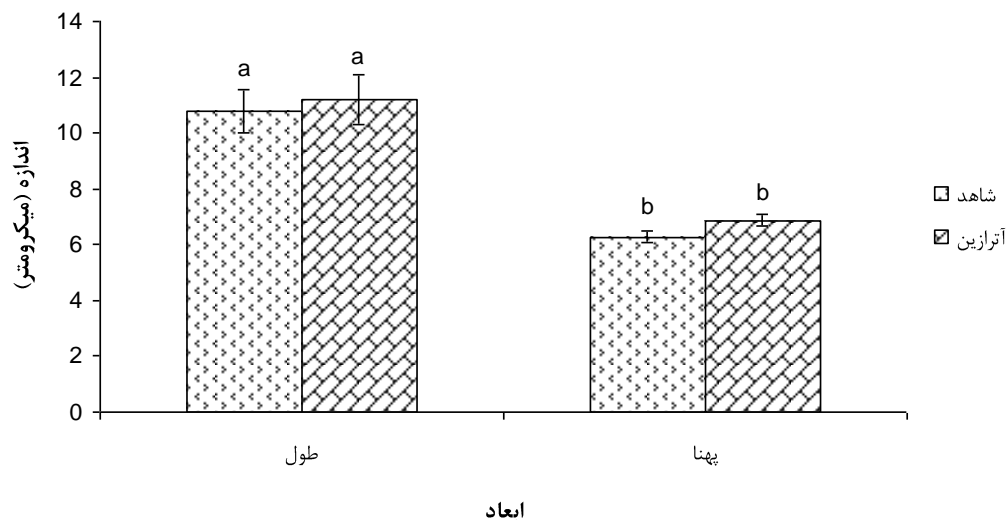 14
12
10
8
6
4
2
0
اندازه (میکرومتر)
a
a
b
b
طول
پهنا
ابعاد
شاهد
آترازین